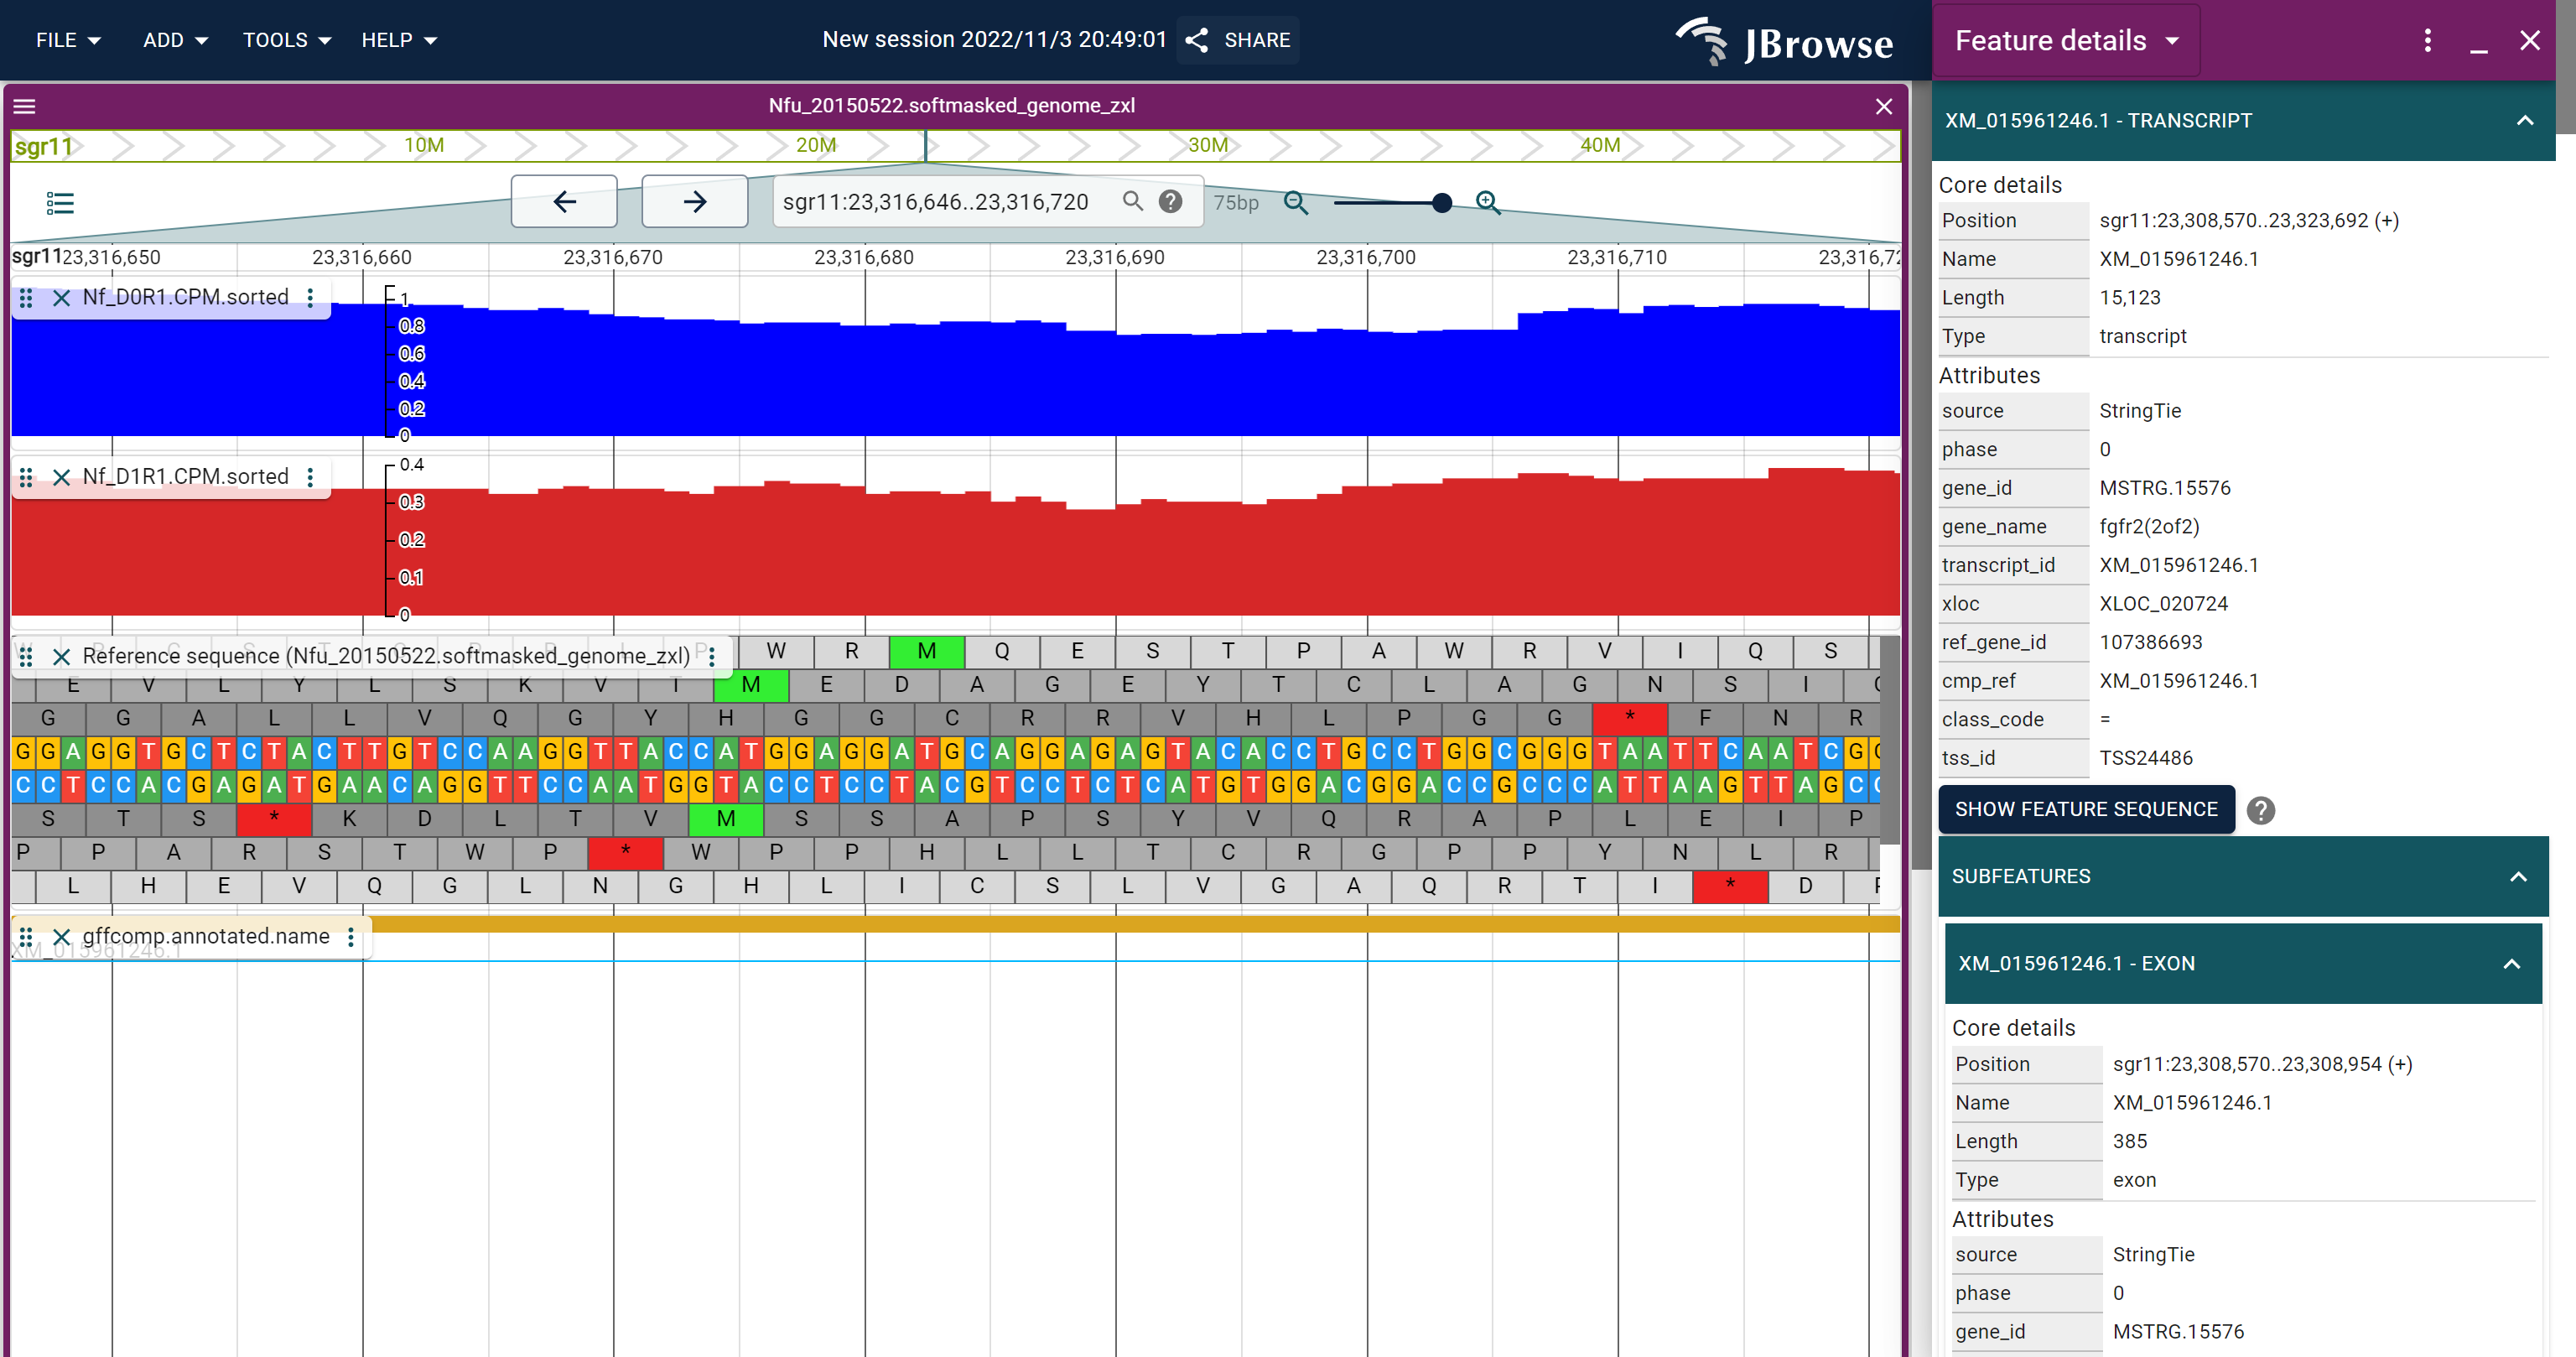 FILE ADD TOOLS HELP New session 2022/11/3 20:49:01 SHARE JBrowse
Nfu_20150522.softmasked_genome_zxl
sgr11 10M 20M 30M 40M
sgr11:23,316,646..23,316,720 75bp
sgr11 23,316,650 23,316,660 23,316,670 23,316,680 23,316,690 23,316,700 23,316,710 23,316,72
Nf_D0R1.CPM.sorted
1
0.8
0.6
0.4
0.2
0
Nf_D1R1.CPM.sorted
0.4
0.3
0.2
0.1
0
Reference sequence (Nfu_20150522.softmasked_genome_zxl)
W R M Q E S T P A W R V I Q S
E V L Y L S K V T M E D A G E Y T C L A G N S I
G G A L L V Q G Y H G G C R R V H L P G G * F N R
G G A G G T G C T C T A C T T G T C C A A G G T T A C C A T G G A G G A T G C A G G A G A G T A C A C C T G C C T G G C G G G T A A T T C A A T C G
C C T C C A C G A G A T G A A C A G G T T C C A A T G G T A C C T C C T A C G T C C T C T C A T G T G G A C G G A C C G C C C A T T A A G T T A G C
S T S * K D L T V M S S A P S Y V Q R A P L E I P
P P A R S T W P * W P P H L L T C R G P P Y N L R
L H E V Q G L N G H L I C S L V G A Q R T I * D
gffcomp.annotated.name
XM_015961246.1
Feature details
XM_015961246.1 - TRANSCRIPT
Core details
Position sgr11:23,308,570..23,323,692 (+)
Name XM_015961246.1
Length 15,123
Type transcript
Attributes
source StringTie
phase 0
gene_id MSTRG.15576
gene_name fgfr2(2of2)
transcript_id XM_015961246.1
xloc XLOC_020724
ref_gene_id 107386693
cmp_ref XM_015961246.1
class_code =
tss_id TSS24486
SHOW FEATURE SEQUENCE
SUBFEATURES
XM_015961246.1 - EXON
Core details
Position sgr11:23,308,570..23,308,954 (+)
Name XM_015961246.1
Length 385
Type exon
Attributes
source StringTie
phase 0
gene_id MSTRG.15576